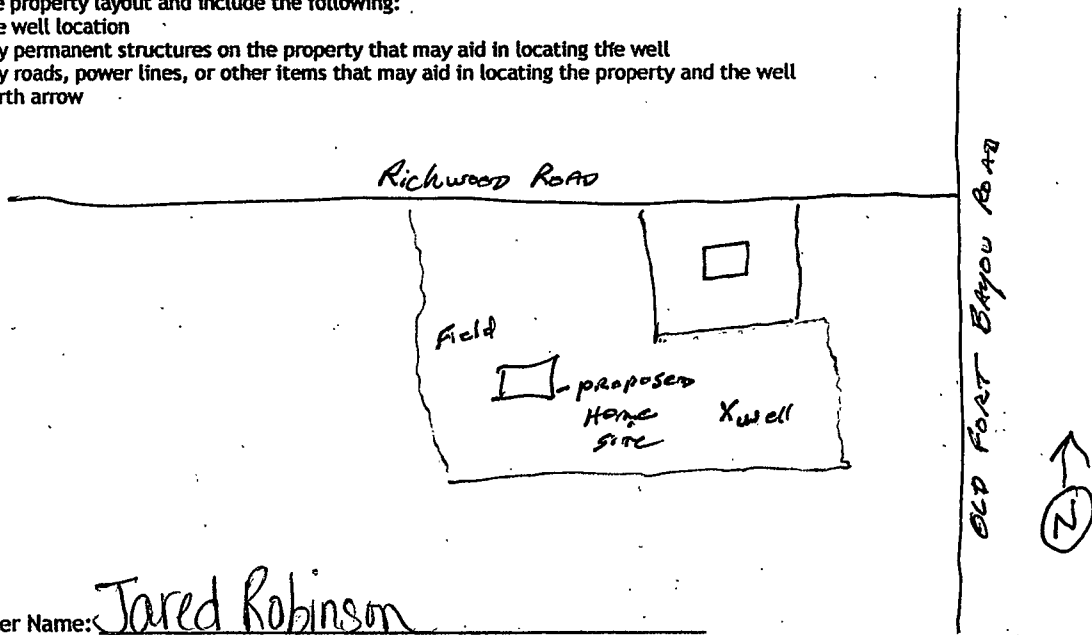 e property layout and include the following:
e well location
y permanent structures on the property that may aid in locating the well
y roads, power lines, or other items that may aid in locating the property and the well
rth arrow
Richwood Road
OLD FORT BAYOU ROAD
Field
proposed
Home
site
X well
N
er Name: Jared Robinson